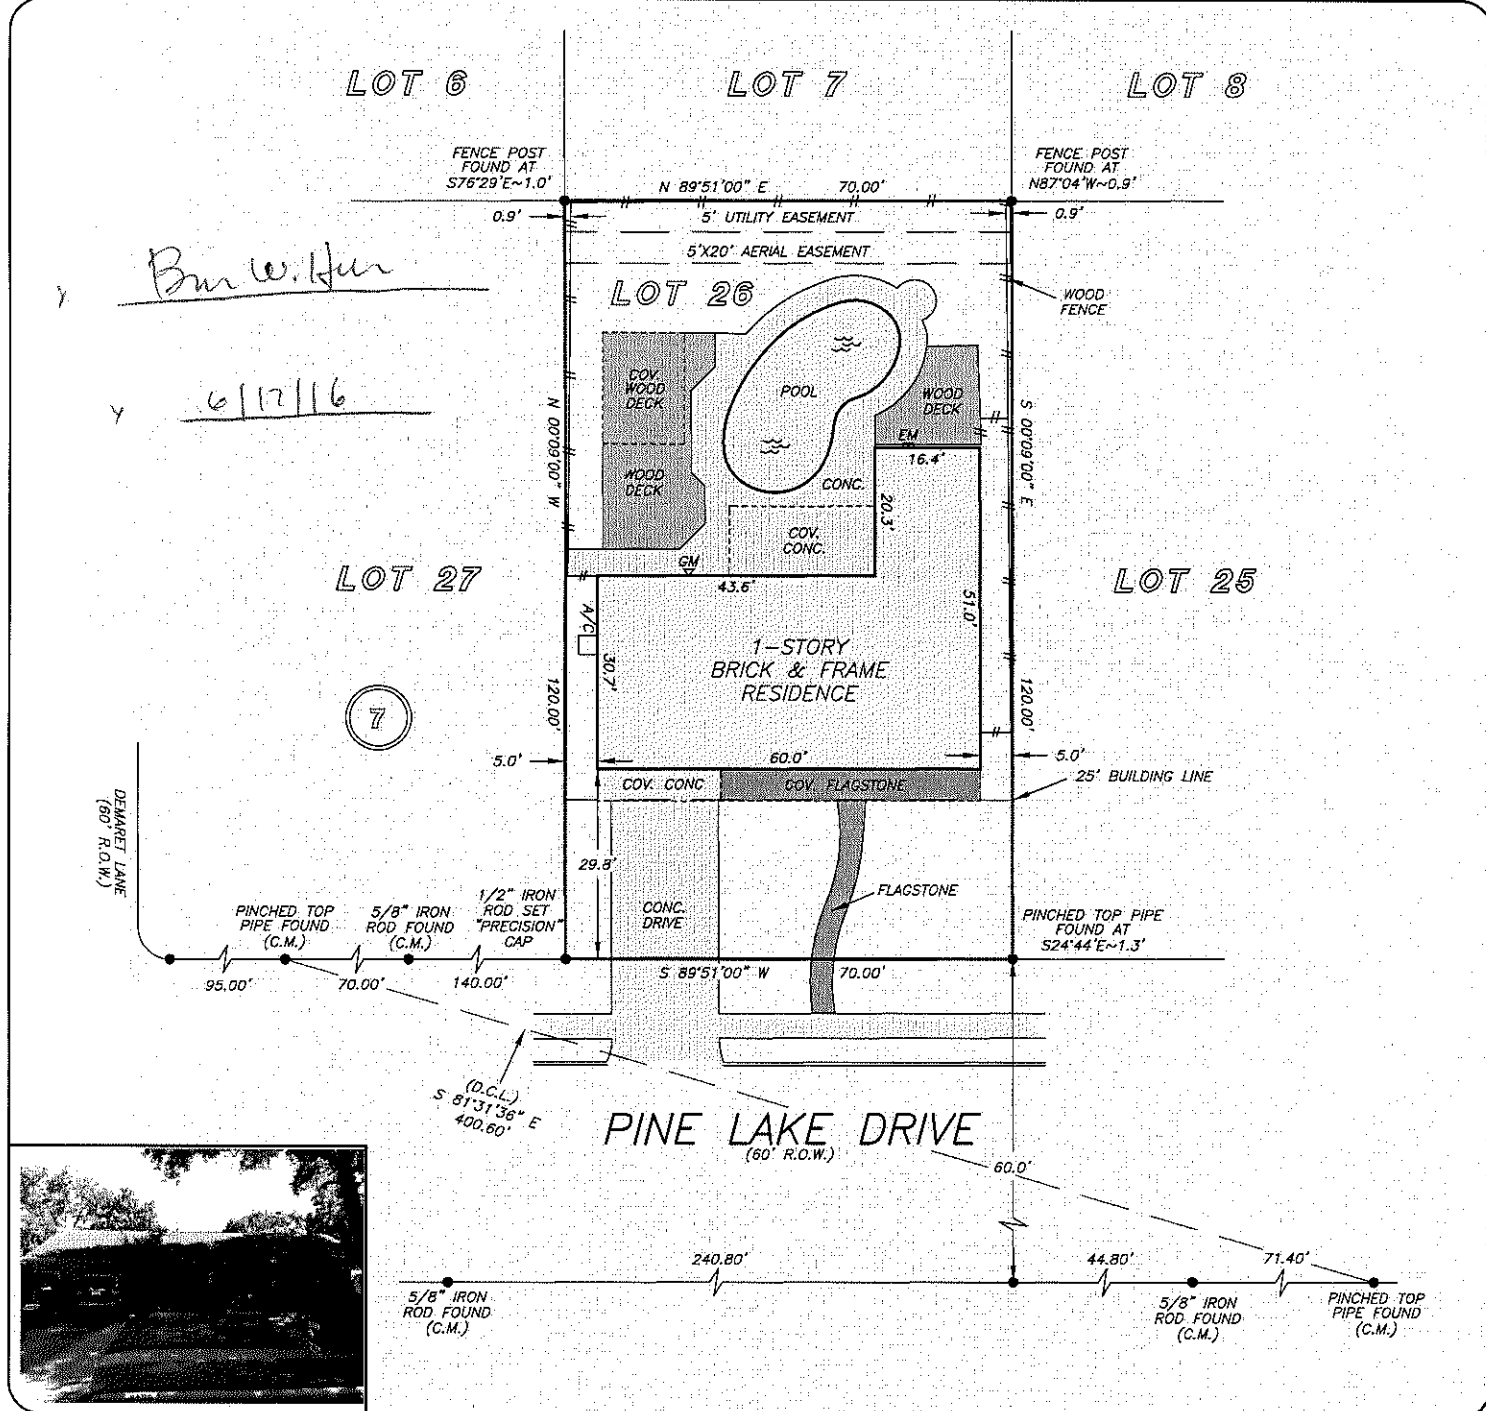 LOT 6
LOT 7
LOT 8
FENCE POST
FOUND AT
S76°29'E~1.0'
FENCE POST
FOUND AT
N87°04'W~0.9'
N 89°51'00" E 70.00'
0.9'
5' UTILITY EASEMENT
0.9'
5'X20' AERIAL EASEMENT
LOT 26
WOOD
FENCE
6/17/16
COV.
WOOD
DECK
POOL
WOOD
DECK
N 00°09'00" W
S 00°09'00" E
EM
16.4'
WOOD
DECK
CONC.
20.3'
COV.
CONC.
GM
43.6'
LOT 27
LOT 25
A/C
51.0'
1-STORY
BRICK & FRAME
RESIDENCE
30.7'
7
120.00'
120.00'
5.0'
60.0'
5.0'
25' BUILDING LINE
COV. CONC
COV. FLAGSTONE
DEMARET LANE
(60' R.O.W.)
29.8'
FLAGSTONE
CONC.
DRIVE
PINCHED TOP
PIPE FOUND
(C.M.)
5/8" IRON
ROD FOUND
(C.M.)
1/2" IRON
ROD SET
"PRECISION"
CAP
PINCHED TOP PIPE
FOUND AT
S24°44'E~1.3'
95.00'
70.00'
140.00'
S 89°51'00" W 70.00'
(D.C.L.)
S 81°31'36" E
400.60'
PINE LAKE DRIVE
(60' R.O.W.)
60.0'
240.80'
44.80'
71.40'
5/8" IRON
ROD FOUND
(C.M.)
5/8" IRON
ROD FOUND
(C.M.)
PINCHED TOP
PIPE FOUND
(C.M.)